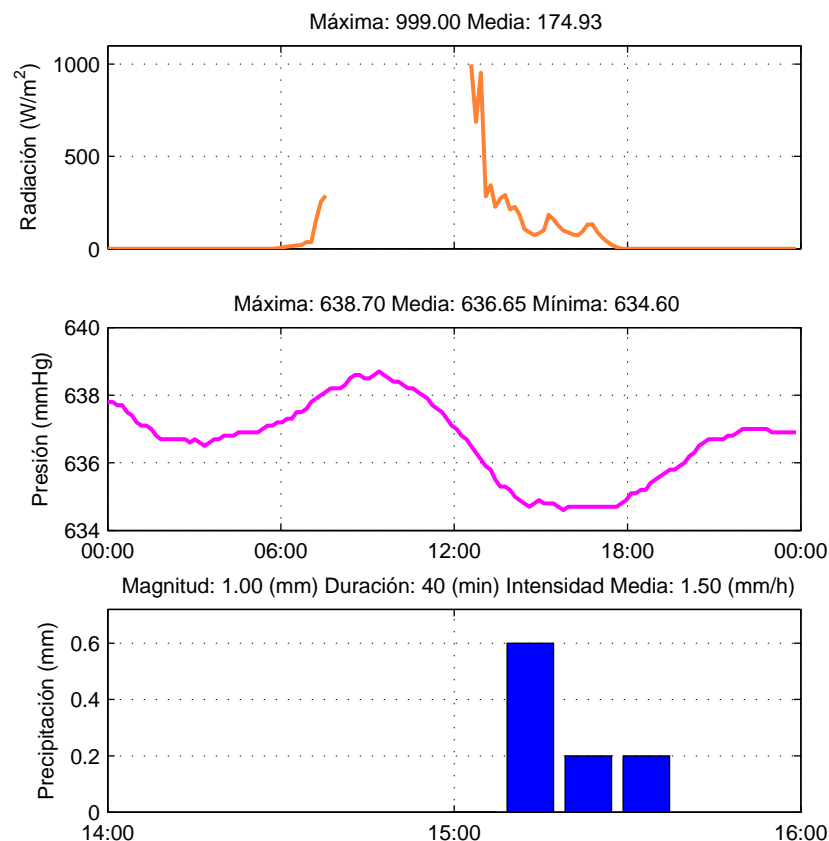 Máxima: 999.00 Media: 174.93
Radiación (W/m²)
1000
500
0
Máxima: 638.70 Media: 636.65 Mínima: 634.60
Presión (mmHg)
640
638
636
634
00:00 06:00 12:00 18:00 00:00
Magnitud: 1.00 (mm) Duración: 40 (min) Intensidad Media: 1.50 (mm/h)
Precipitación (mm)
0.6
0.4
0.2
0
14:00 15:00 16:00